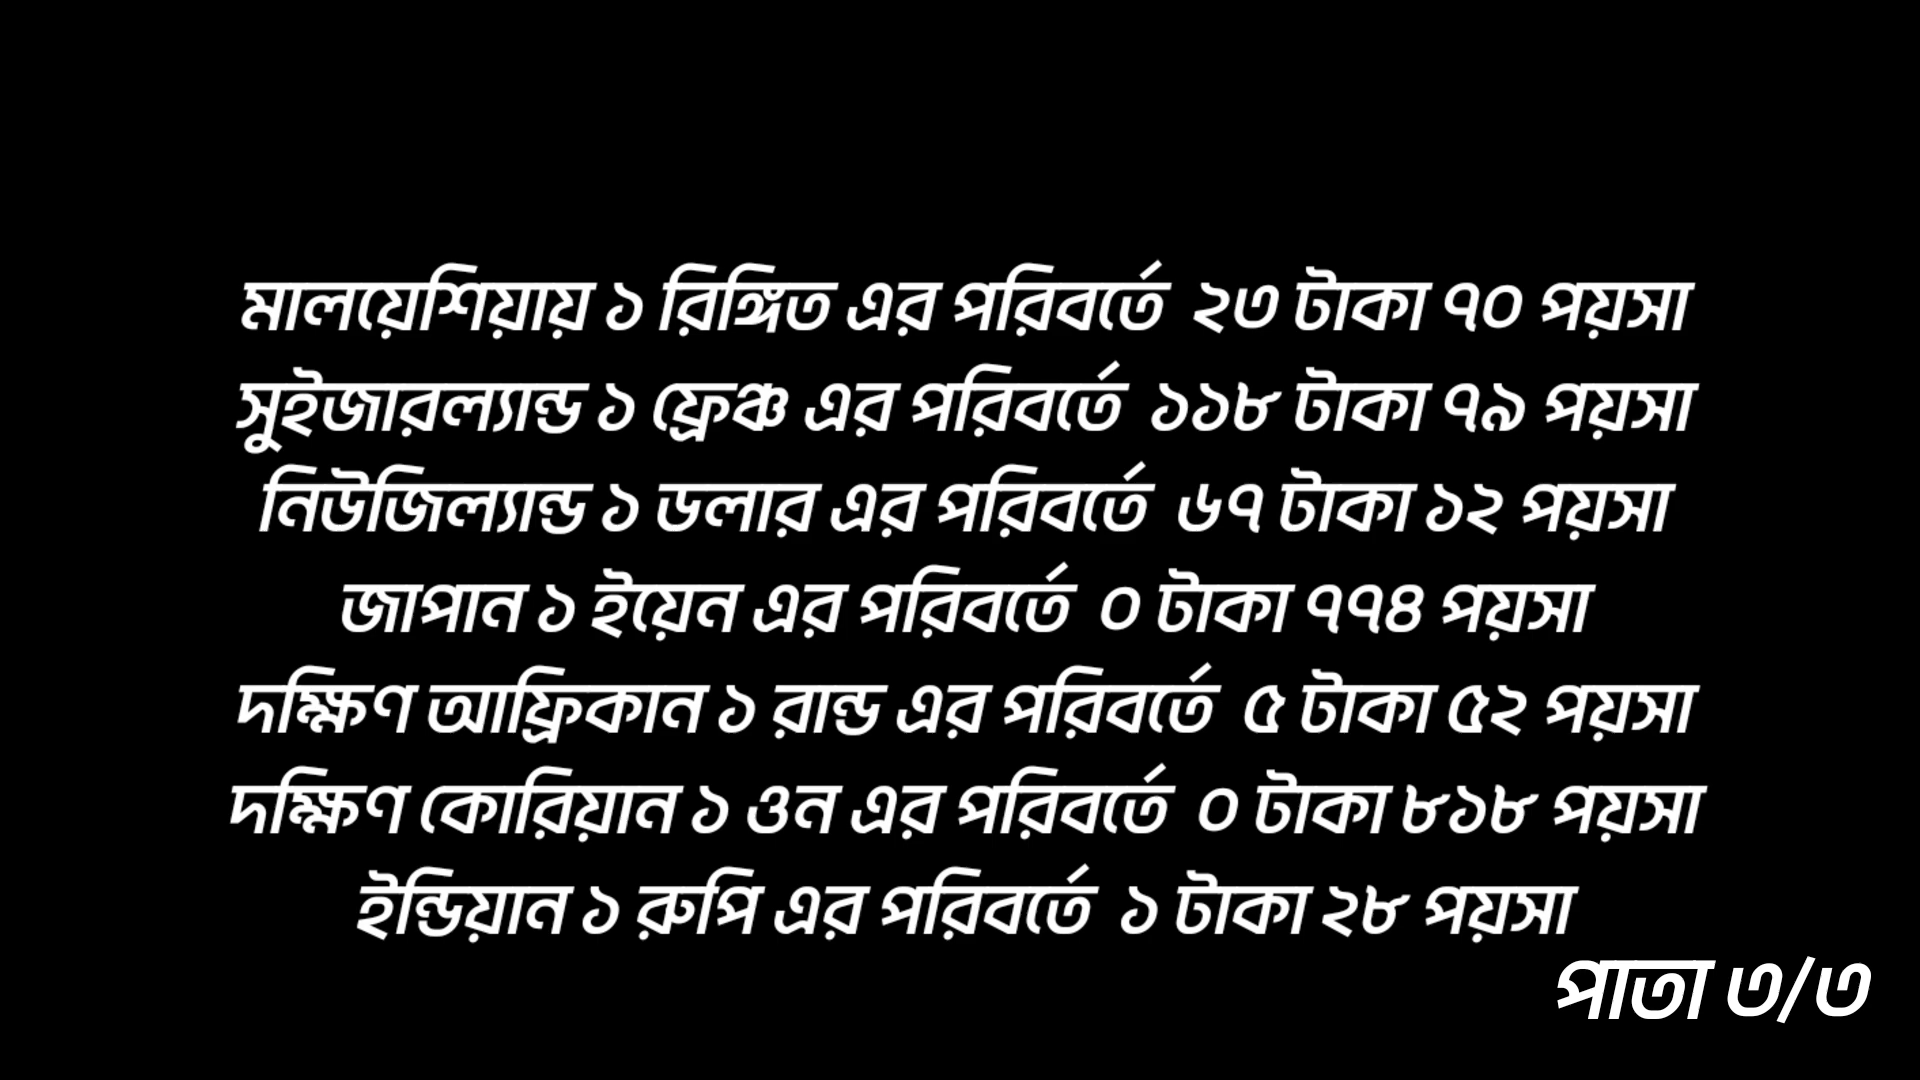 মালয়েশিয়ায় ১ রিঙ্গিত এর পরিবর্তে ২৩ টাকা ৭০ পয়সা
সুইজারল্যান্ড ১ ফ্রেঞ্চ এর পরিবর্তে ১১৮ টাকা ৭৯ পয়সা
নিউজিল্যান্ড ১ ডলার এর পরিবর্তে ৬৭ টাকা ১২ পয়সা
জাপান ১ ইয়েন এর পরিবর্তে ০ টাকা ৭৭৪ পয়সা
দক্ষিণ আফ্রিকান ১ রান্ড এর পরিবর্তে ৫ টাকা ৫২ পয়সা
দক্ষিণ কোরিয়ান ১ ওন এর পরিবর্তে ০ টাকা ৮১৮ পয়সা
ইন্ডিয়ান ১ রুপি এর পরিবর্তে ১ টাকা ২৮ পয়সা
পাতা ৩/৩